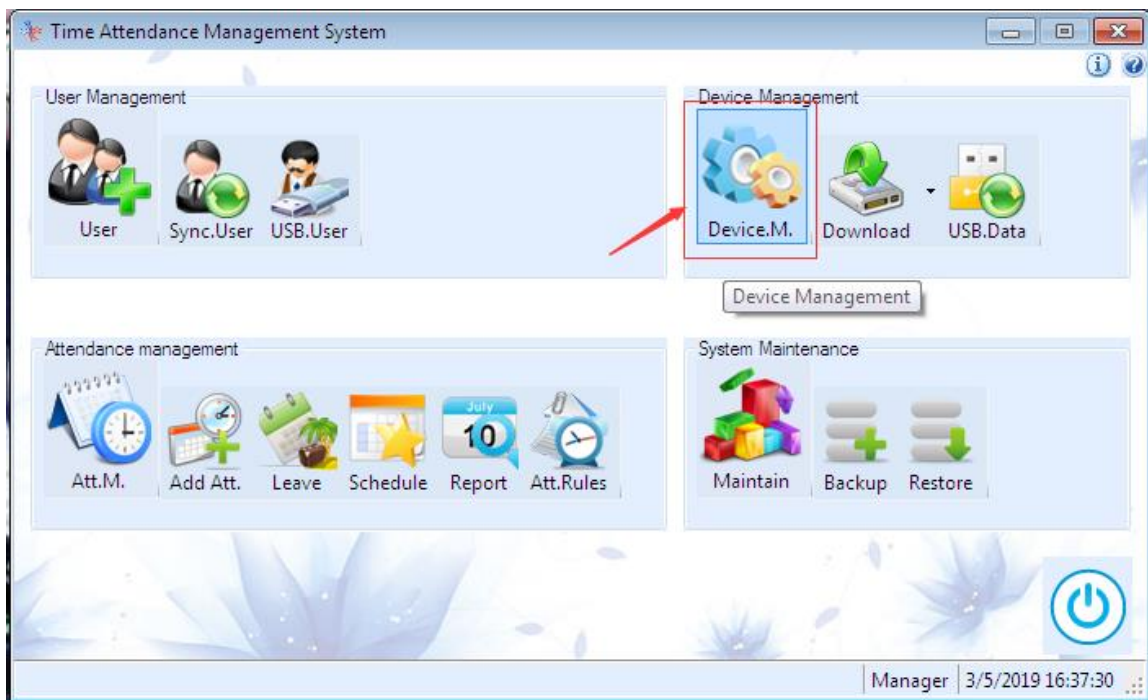 Time Attendance Management System
User Management
User
Sync.User
USB.User
Device Management
Device.M.
Download
USB.Data
Device Management
Attendance management
Att.M.
Add Att.
Leave
Schedule
July
10
Report
Att.Rules
System Maintenance
Maintain
Backup
Restore
Manager
3/5/2019 16:37:30